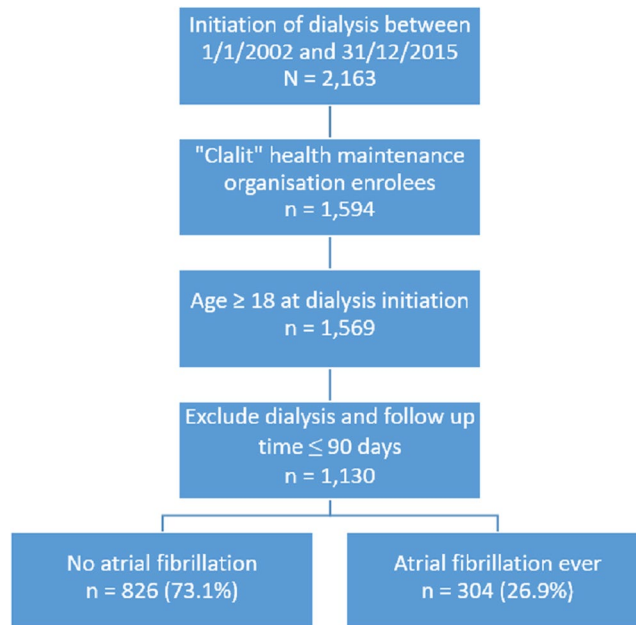 Initiation of dialysis between
1/1/2002 and 31/12/2015
N = 2,163
"Clalit" health maintenance
organisation enrolees
n = 1,594
Age ≥ 18 at dialysis initiation
n = 1,569
Exclude dialysis and follow up
time ≤ 90 days
n = 1,130
No atrial fibrillation
n = 826 (73.1%)
Atrial fibrillation ever
n = 304 (26.9%)